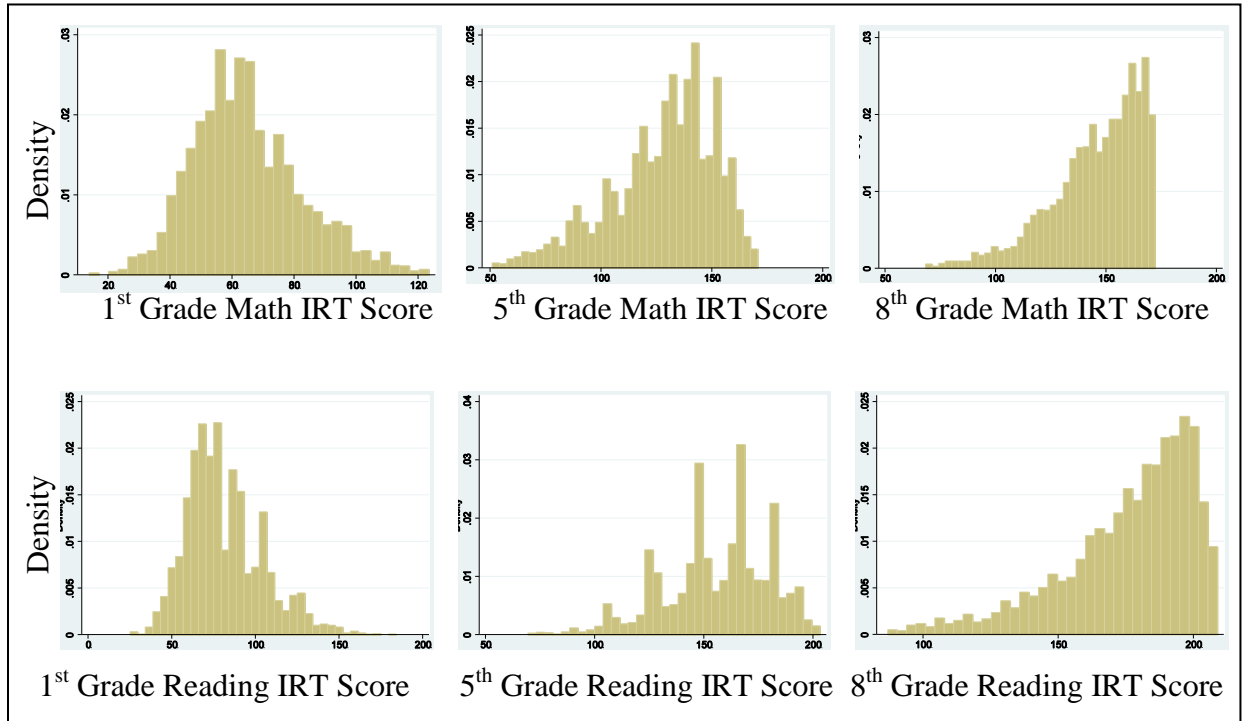 Density
.03
.02
.01
0
20 40 60 80 100 120
1st Grade Math IRT Score
.025
.02
.015
.01
.005
0
50 100 150 200
5th Grade Math IRT Score
.03
.02
.01
0
50 100 150 200
8th Grade Math IRT Score
Density
.025
.02
.015
.01
.005
0
0 50 100 150 200
1st Grade Reading IRT Score
.04
.03
.02
.01
0
50 100 150 200
5th Grade Reading IRT Score
.025
.02
.015
.01
.005
0
100 150 200
8th Grade Reading IRT Score